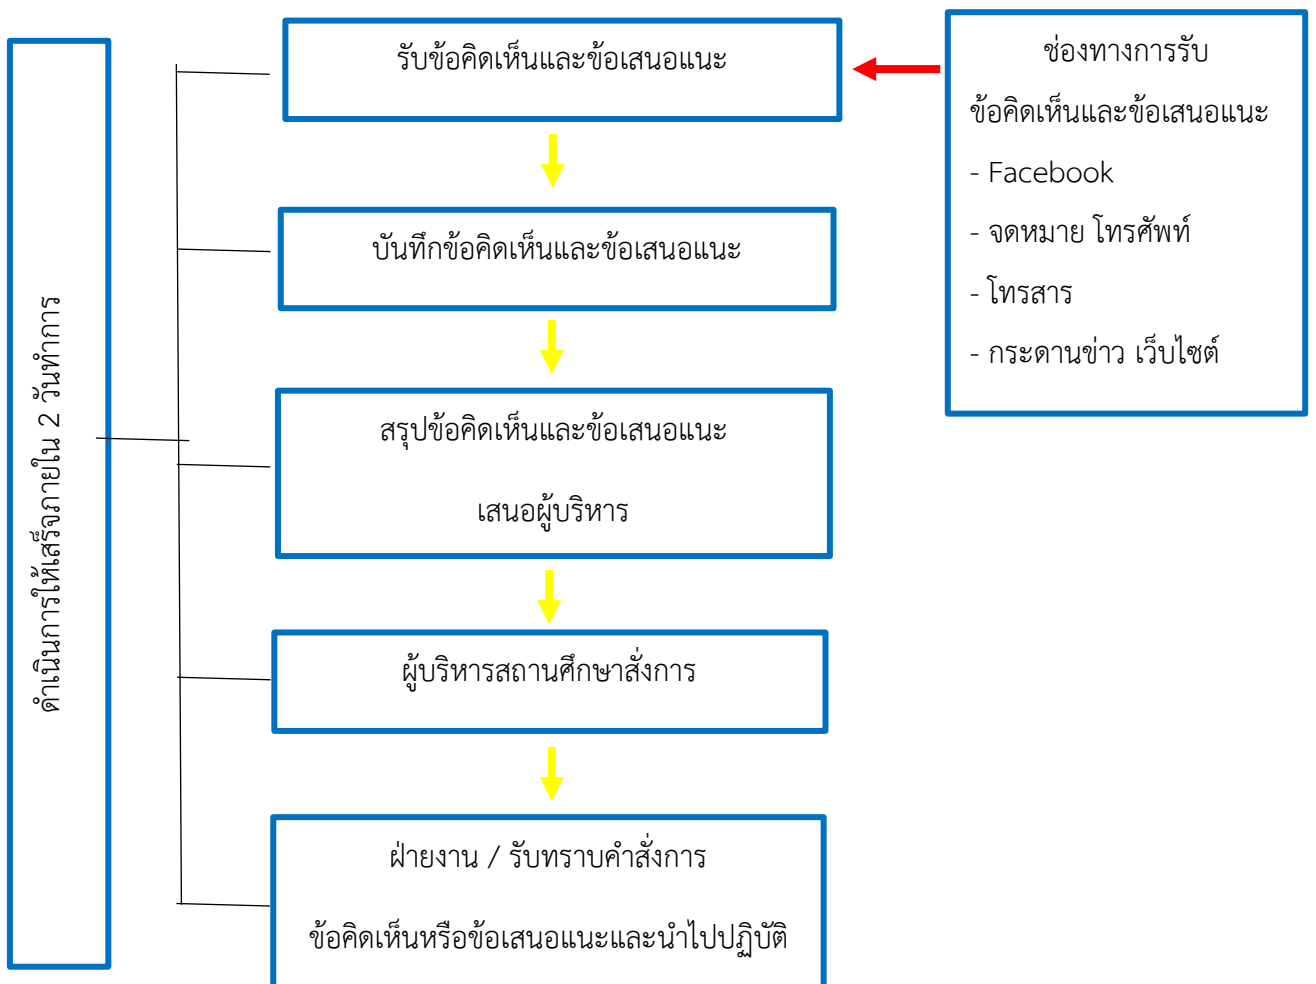 ดำเนินการให้เสร็จภายใน 2 วันทำการ
รับข้อคิดเห็นและข้อเสนอแนะ
บันทึกข้อคิดเห็นและข้อเสนอแนะ
สรุปข้อคิดเห็นและข้อเสนอแนะ
เสนอผู้บริหาร
ผู้บริหารสถานศึกษาสั่งการ
ฝ่ายงาน / รับทราบคำสั่งการ
ข้อคิดเห็นหรือข้อเสนอแนะและนำไปปฏิบัติ
ช่องทางการรับ
ข้อคิดเห็นและข้อเสนอแนะ
- Facebook
- จดหมาย โทรศัพท์
- โทรสาร
- กระดานข่าว เว็บไซต์